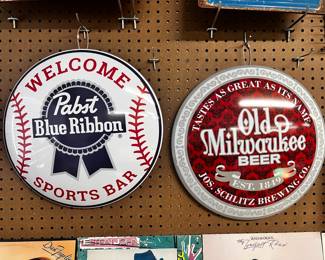 WELCOME
Pabst
Blue Ribbon
SPORTS BAR
TASTES AS GREAT AS ITS NAME
Old
Milwaukee
BEER
EST. 1849
JOS. SCHLITZ BREWING CO.